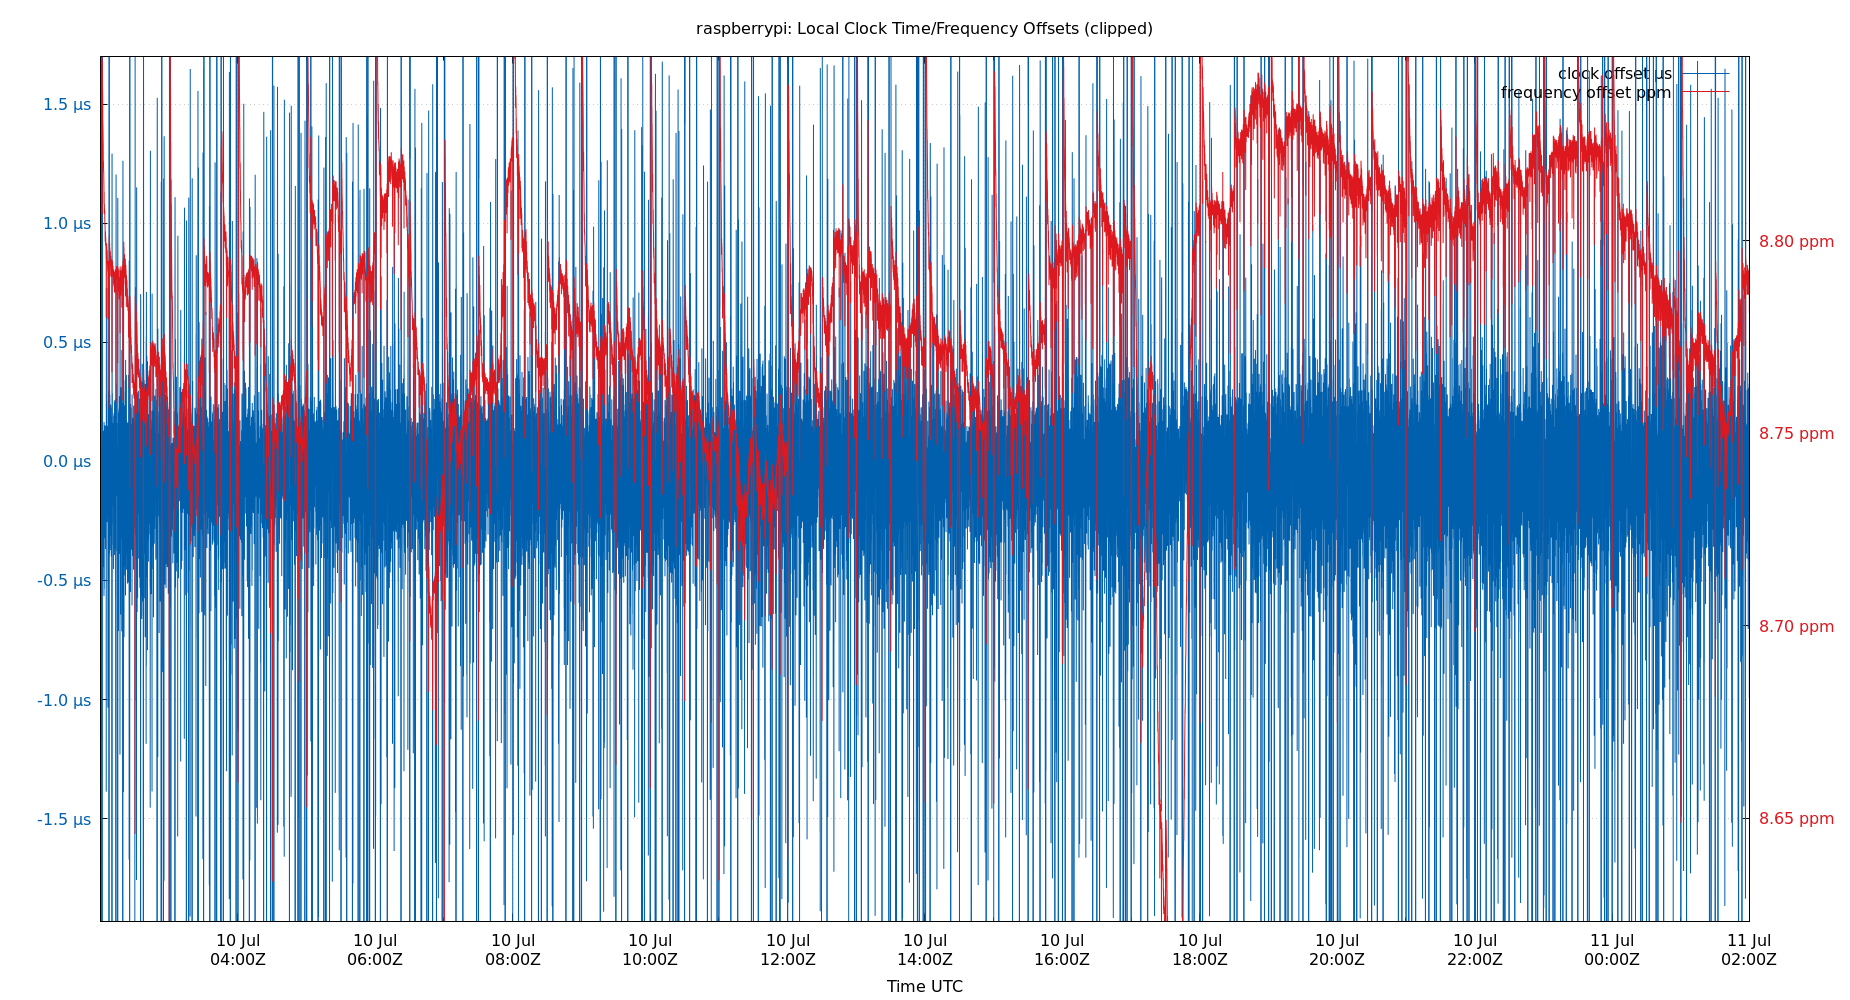 raspberrypi: Local Clock Time/Frequency Offsets (clipped)
clock offset µs
frequency offset ppm
1.5 µs
1.0 µs
0.5 µs
0.0 µs
-0.5 µs
-1.0 µs
-1.5 µs
8.80 ppm
8.75 ppm
8.70 ppm
8.65 ppm
10 Jul 10 Jul 10 Jul 10 Jul 10 Jul 10 Jul 10 Jul 10 Jul 10 Jul 10 Jul 11 Jul 11 Jul
04:00Z 06:00Z 08:00Z 10:00Z 12:00Z 14:00Z 16:00Z 18:00Z 20:00Z 22:00Z 00:00Z 02:00Z
Time UTC